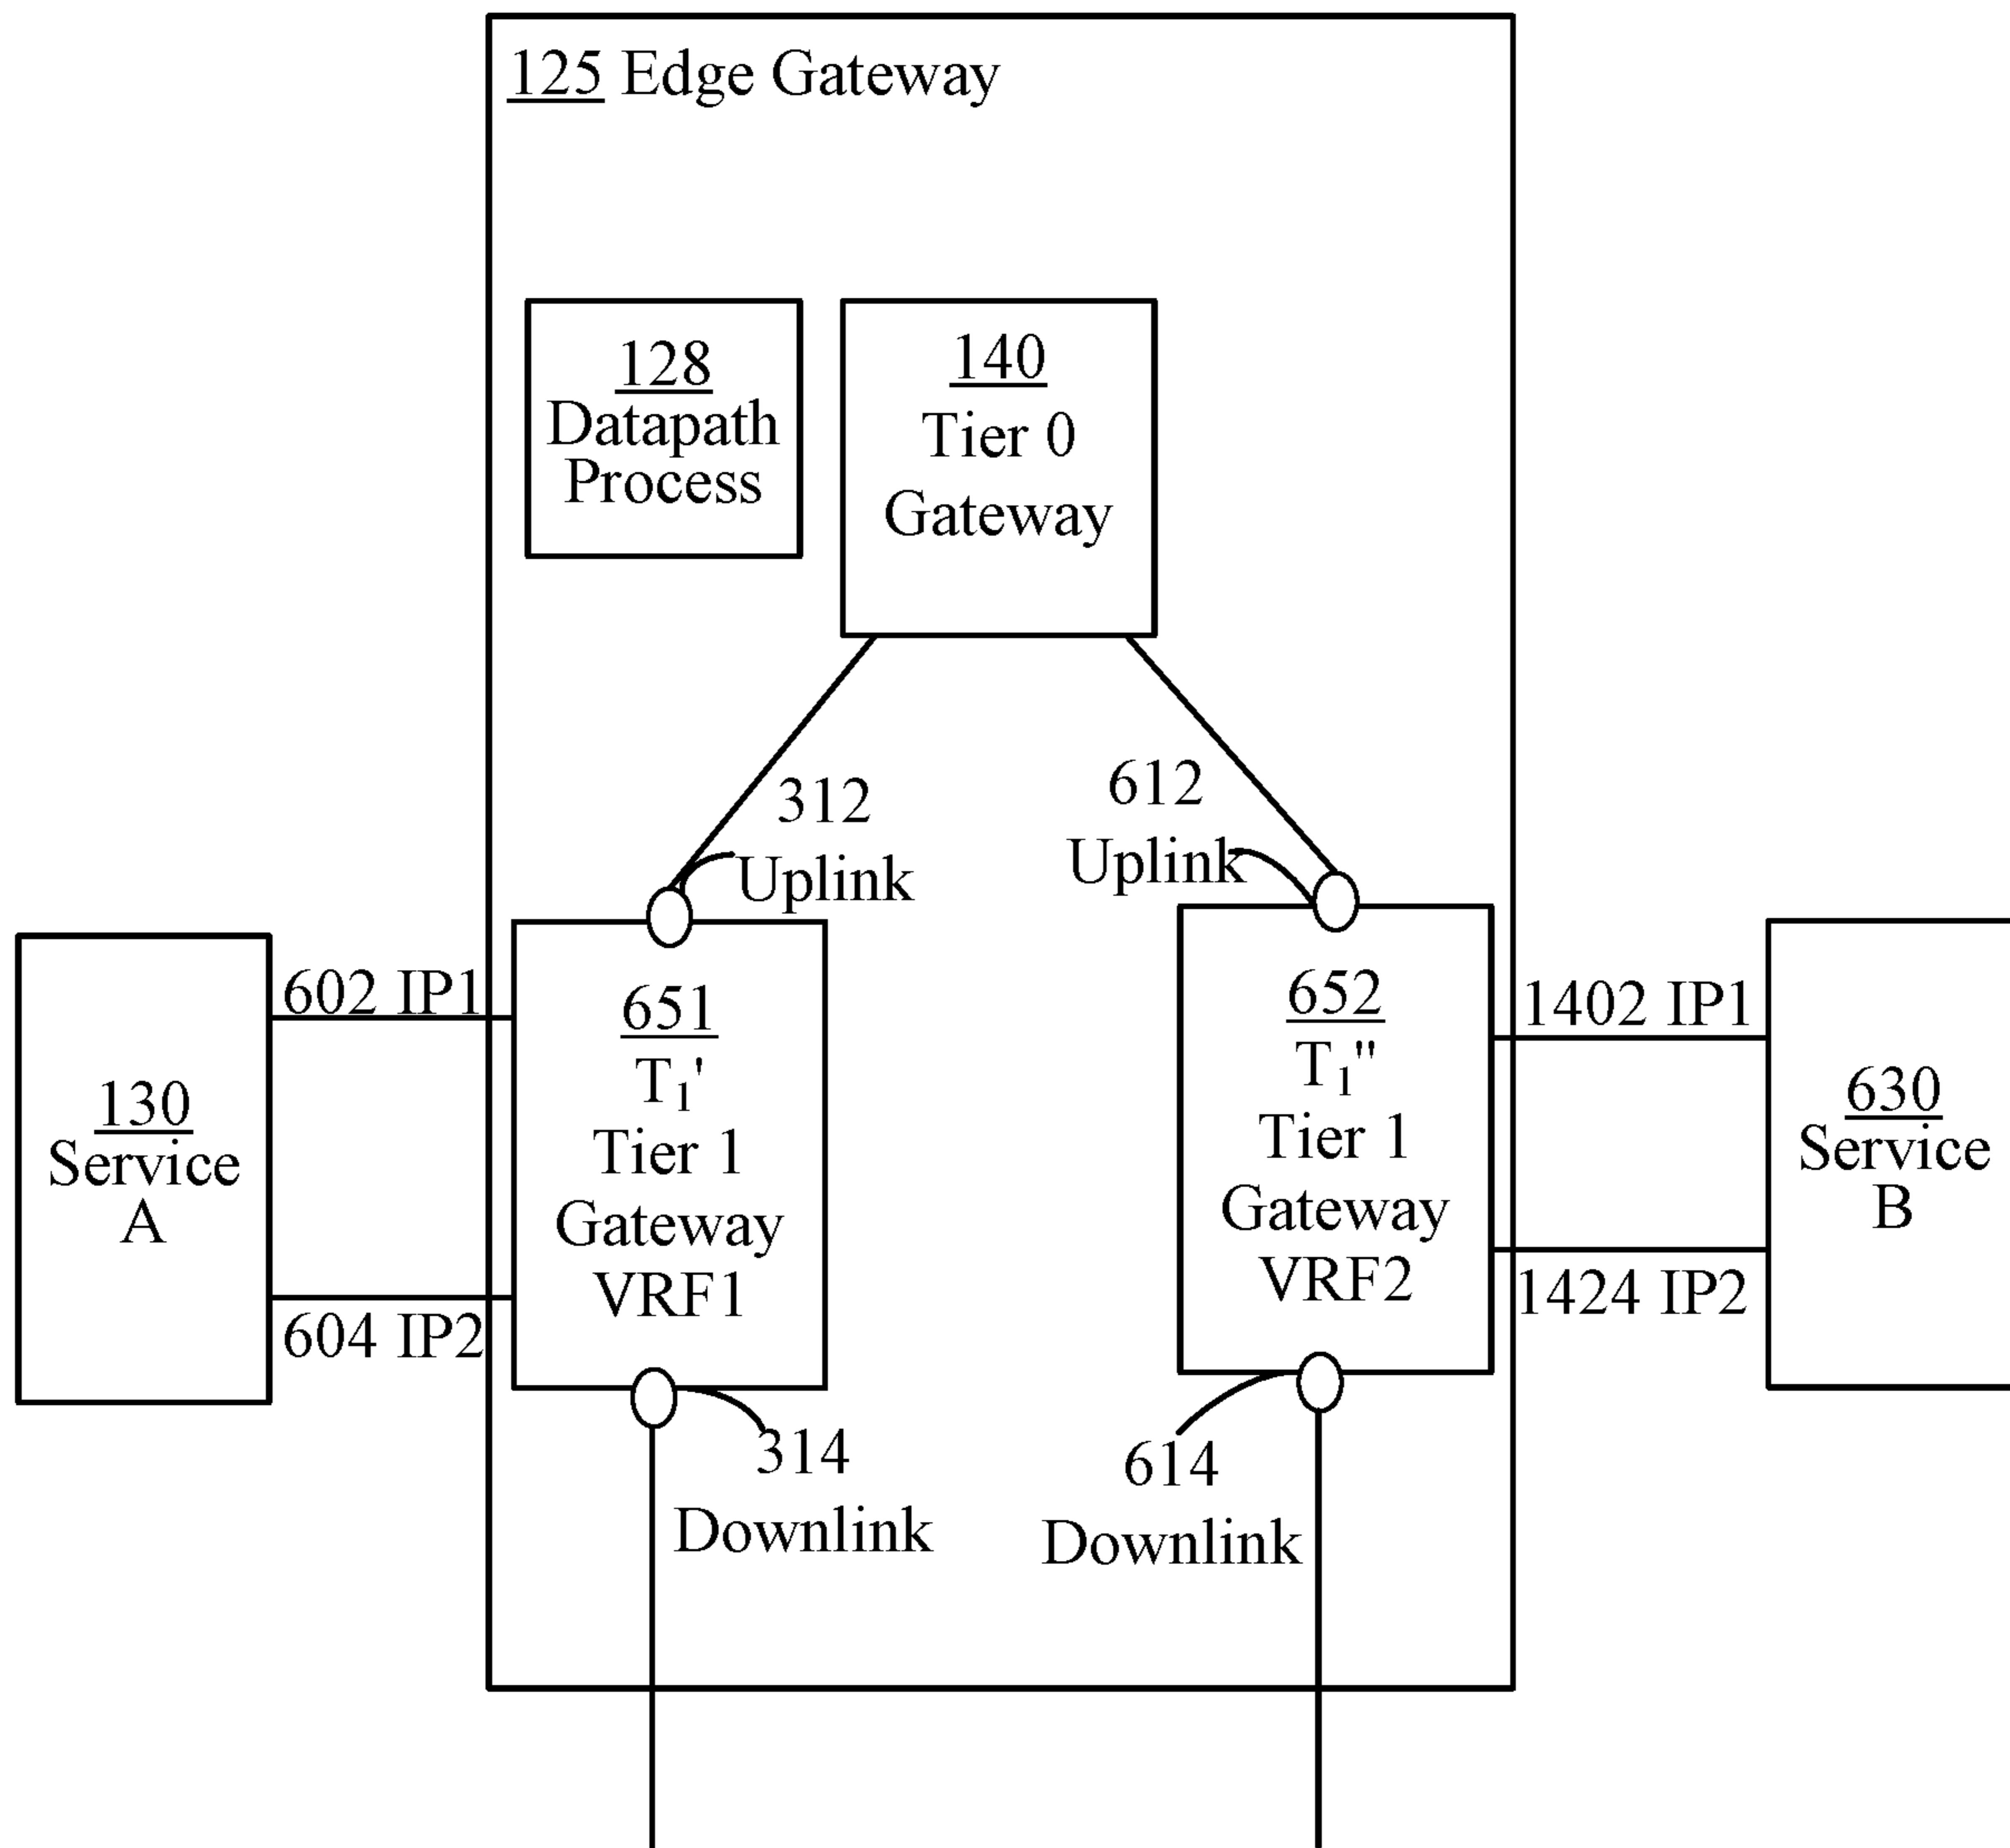 125 Edge Gateway
128
Datapath
Process
140
Tier 0
Gateway
312
Uplink
612
Uplink
130
Service
A
602 IP1
604 IP2
651
T₁'
Tier 1
Gateway
VRF1
652
T₁"
Tier 1
Gateway
VRF2
1402 IP1
1424 IP2
630
Service
B
314
Downlink
614
Downlink